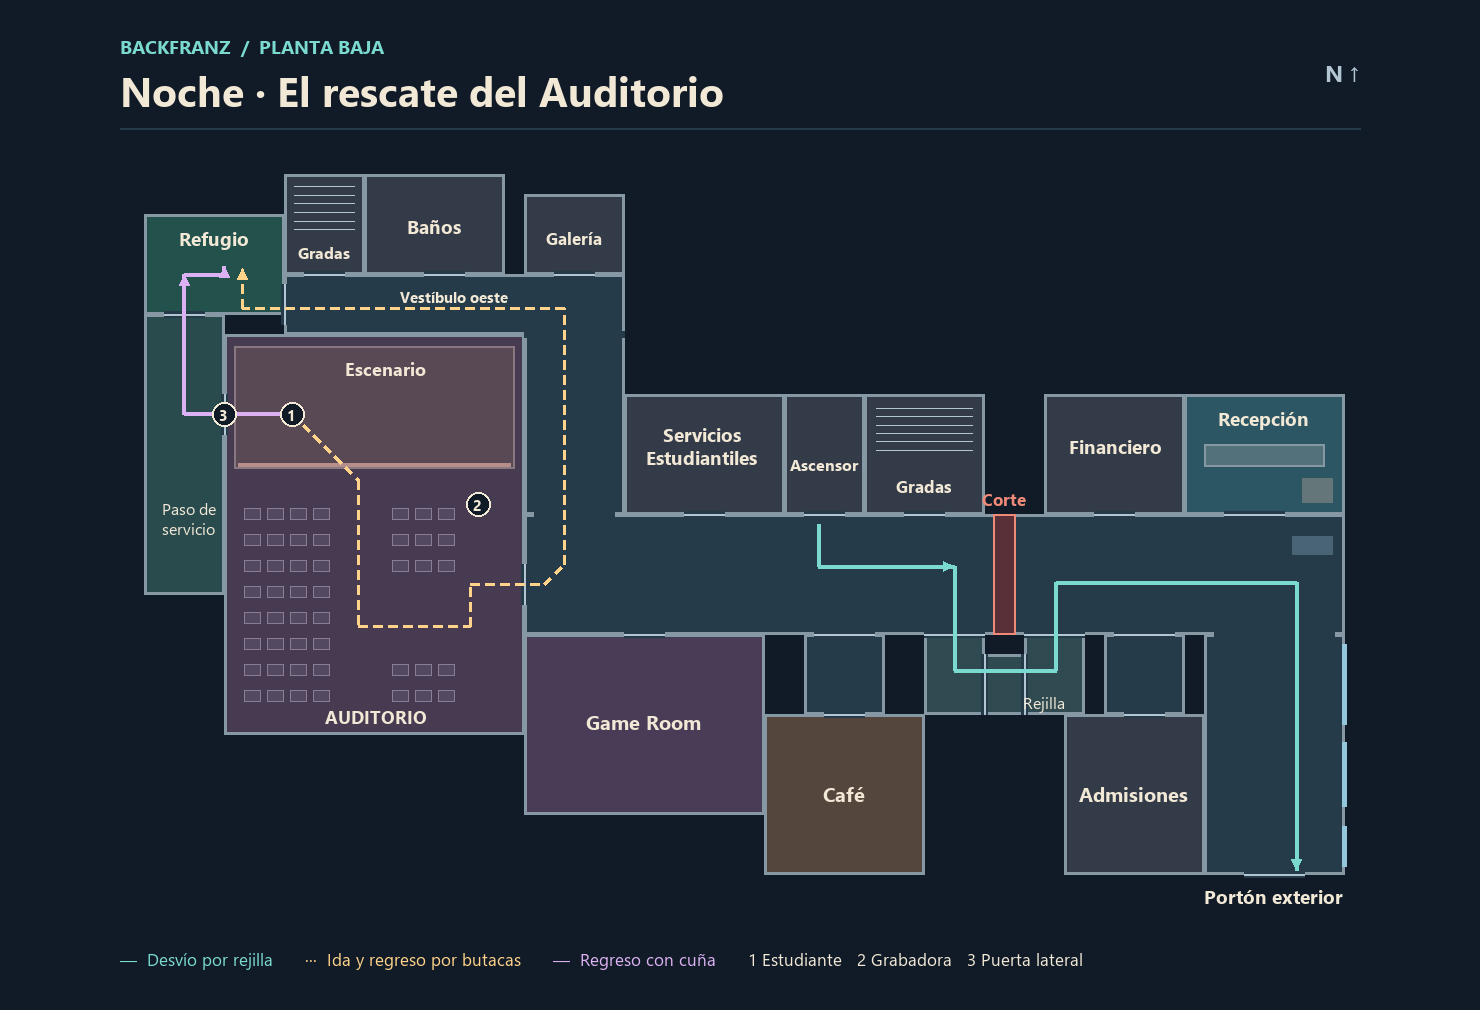 BACKFRANZ / PLANTA BAJA
Noche · El rescate del Auditorio
N ↑
Refugio
Gradas
Baños
Galería
Vestíbulo oeste
Escenario
3
1
2
Paso de
servicio
AUDITORIO
Servicios
Estudiantiles
Ascensor
Gradas
Corte
Financiero
Recepción
Game Room
Café
Rejilla
Admisiones
Portón exterior
— Desvío por rejilla
··· Ida y regreso por butacas
— Regreso con cuña
1 Estudiante 2 Grabadora 3 Puerta lateral